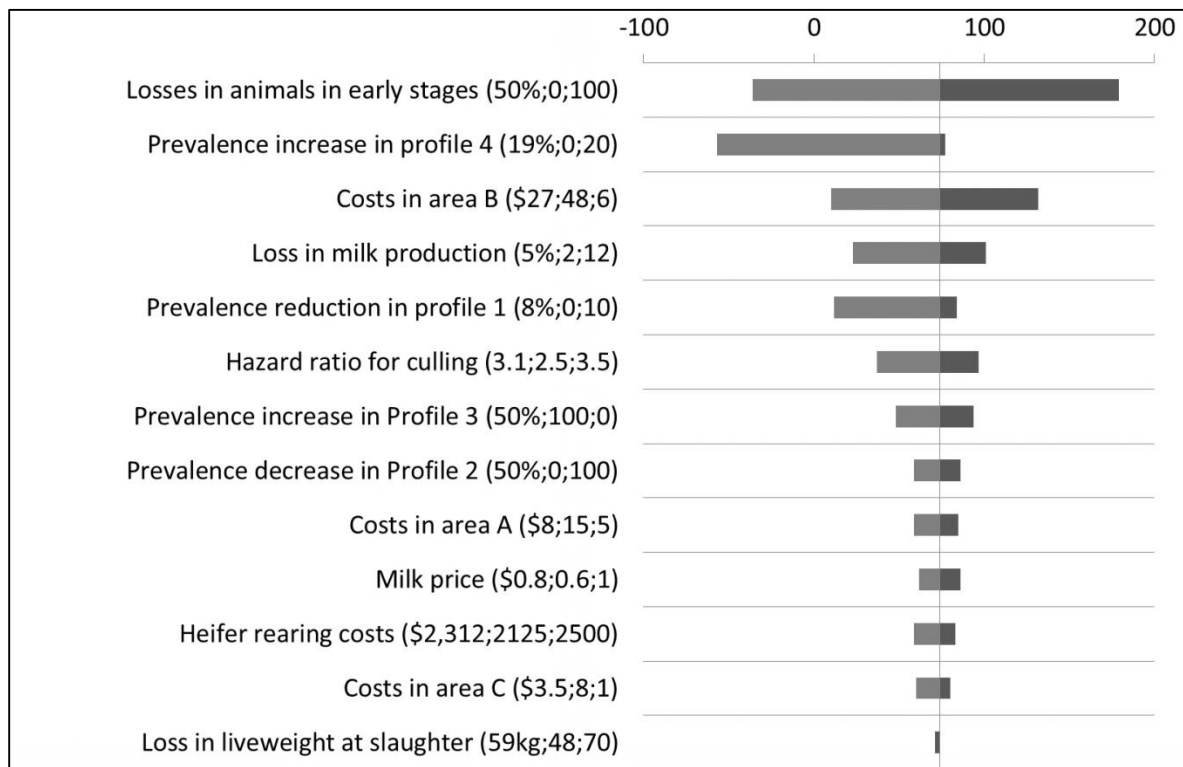 -100 0 100 200
Losses in animals in early stages (50%;0;100)
Prevalence increase in profile 4 (19%;0;20)
Costs in area B ($27;48;6)
Loss in milk production (5%;2;12)
Prevalence reduction in profile 1 (8%;0;10)
Hazard ratio for culling (3.1;2.5;3.5)
Prevalence increase in Profile 3 (50%;100;0)
Prevalence decrease in Profile 2 (50%;0;100)
Costs in area A ($8;15;5)
Milk price ($0.8;0.6;1)
Heifer rearing costs ($2,312;2125;2500)
Costs in area C ($3.5;8;1)
Loss in liveweight at slaughter (59kg;48;70)